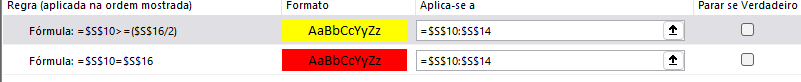 Regra (aplicada na ordem mostrada) Formato Aplica-se a Parar se Verdadeiro
Fórmula: =$S$10>=($S$16/2) AaBbCcYyZz =$S$10:$S$14
Fórmula: =$S$10=$S$16 AaBbCcYyZz =$S$10:$S$14